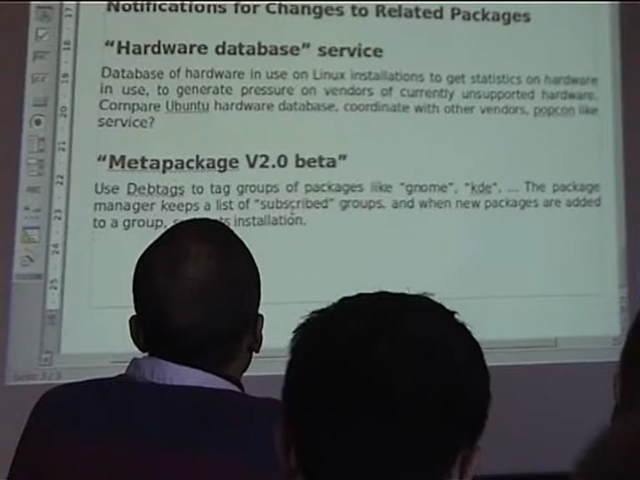 Notifications for Changes to Related Packages
"Hardware database" service
Database of hardware in use on Linux installations to get statistics on hardware
in use, to generate pressure on vendors of currently unsupported hardware.
Compare Ubuntu hardware database, coordinate with other vendors, popcon like
service?
"Metapackage V2.0 beta"
Use Debtags to tag groups of packages like "gnome", "kde", ... The package
manager keeps a list of "subscribed" groups, and when new packages are added
to a group, installation.